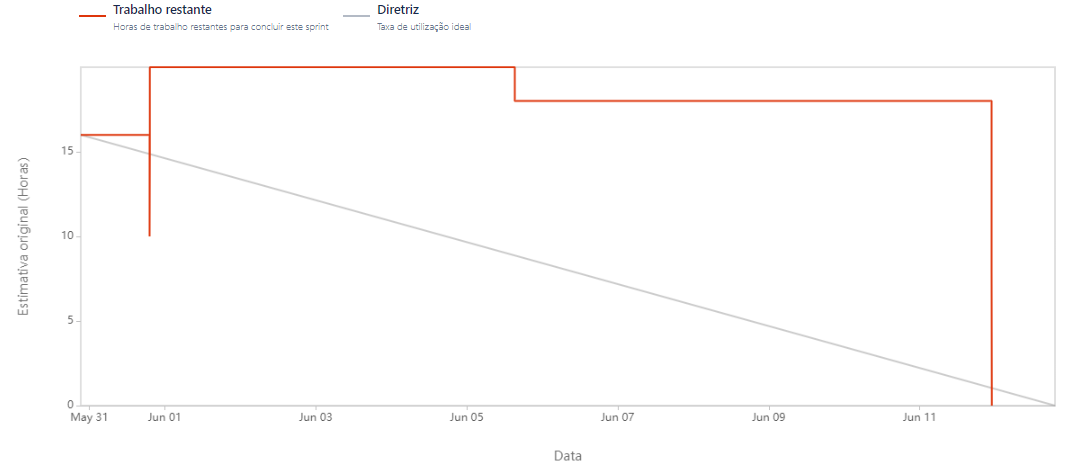 Trabalho restante
Horas de trabalho restantes para concluir este sprint
Diretriz
Taxa de utilização ideal
Estimativa original (Horas)
15
10
5
0
May 31
Jun 01
Jun 03
Jun 05
Jun 07
Jun 09
Jun 11
Data